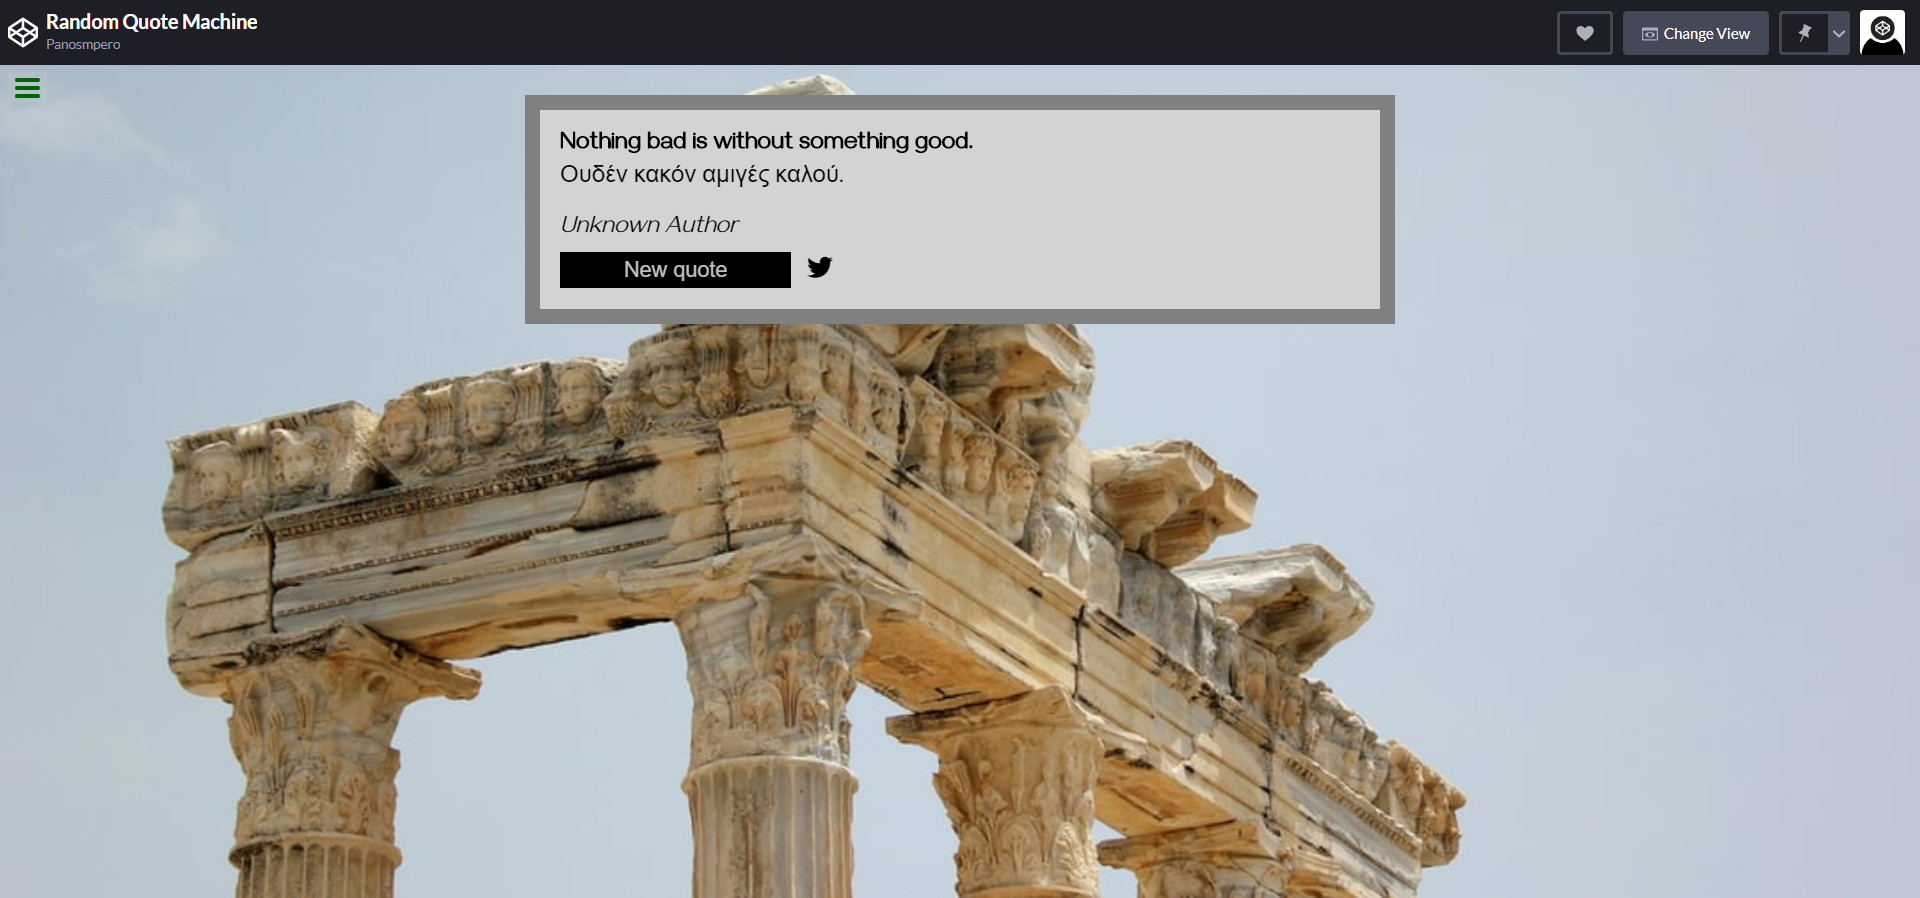 Random Quote Machine
Panosmpero
Change View
Nothing bad is without something good.
Ουδέν κακόν αμιγές καλού.
Unknown Author
New quote